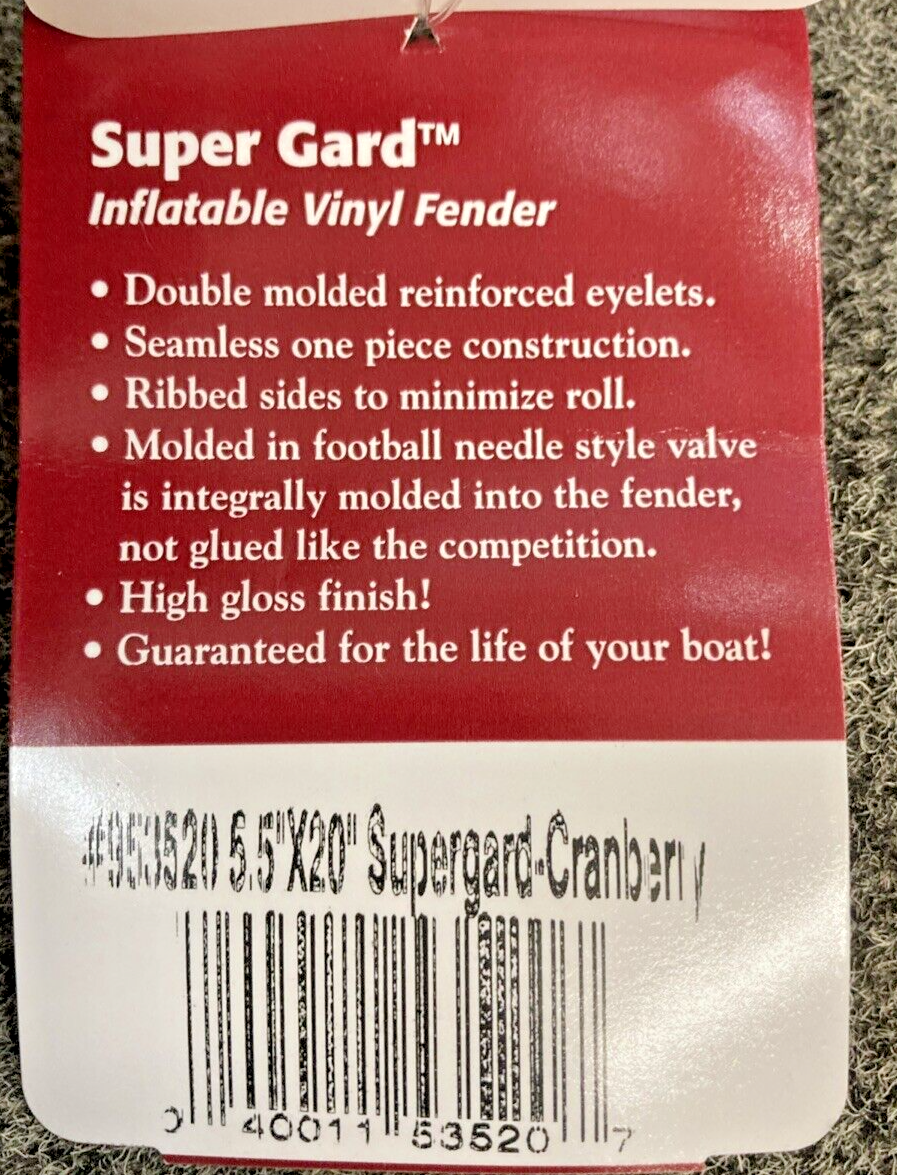 Super Gard™
Inflatable Vinyl Fender
• Double molded reinforced eyelets.
• Seamless one piece construction.
• Ribbed sides to minimize roll.
• Molded in football needle style valve
is integrally molded into the fender,
not glued like the competition.
• High gloss finish!
• Guaranteed for the life of your boat!
#953520 5.5"X20" Supergard-Cranberry
0 40011 53520 7